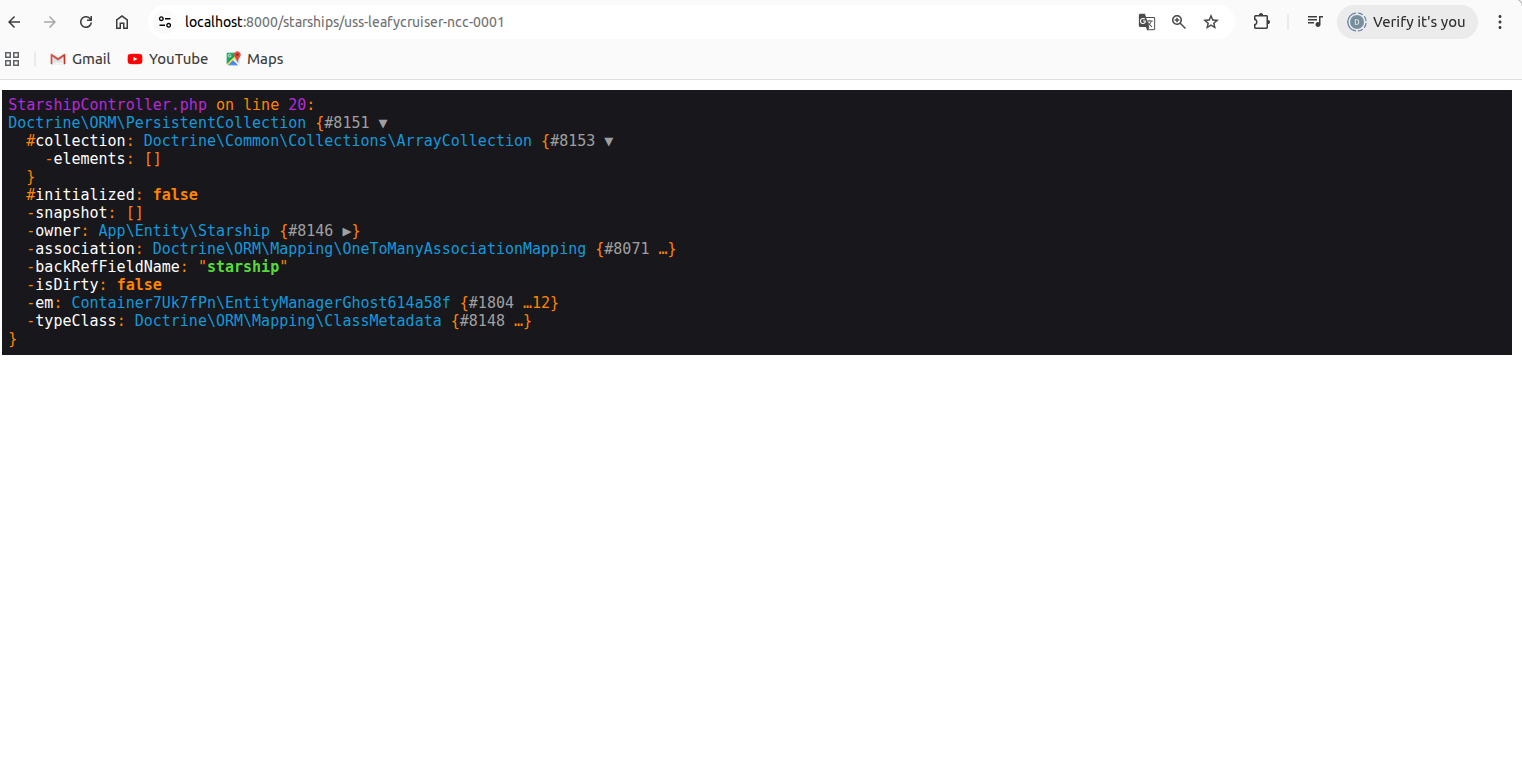 localhost:8000/starships/uss-leafycruiser-ncc-0001
Verify it's you
Gmail YouTube Maps
StarshipController.php on line 20:
Doctrine\ORM\PersistentCollection {#8151 ▼
  #collection: Doctrine\Common\Collections\ArrayCollection {#8153 ▼
    -elements: []
  }
  #initialized: false
  -snapshot: []
  -owner: App\Entity\Starship {#8146 ▶}
  -association: Doctrine\ORM\Mapping\OneToManyAssociationMapping {#8071 …}
  -backRefFieldName: "starship"
  -isDirty: false
  -em: Container7Uk7fPn\EntityManagerGhost614a58f {#1804 …12}
  -typeClass: Doctrine\ORM\Mapping\ClassMetadata {#8148 …}
}